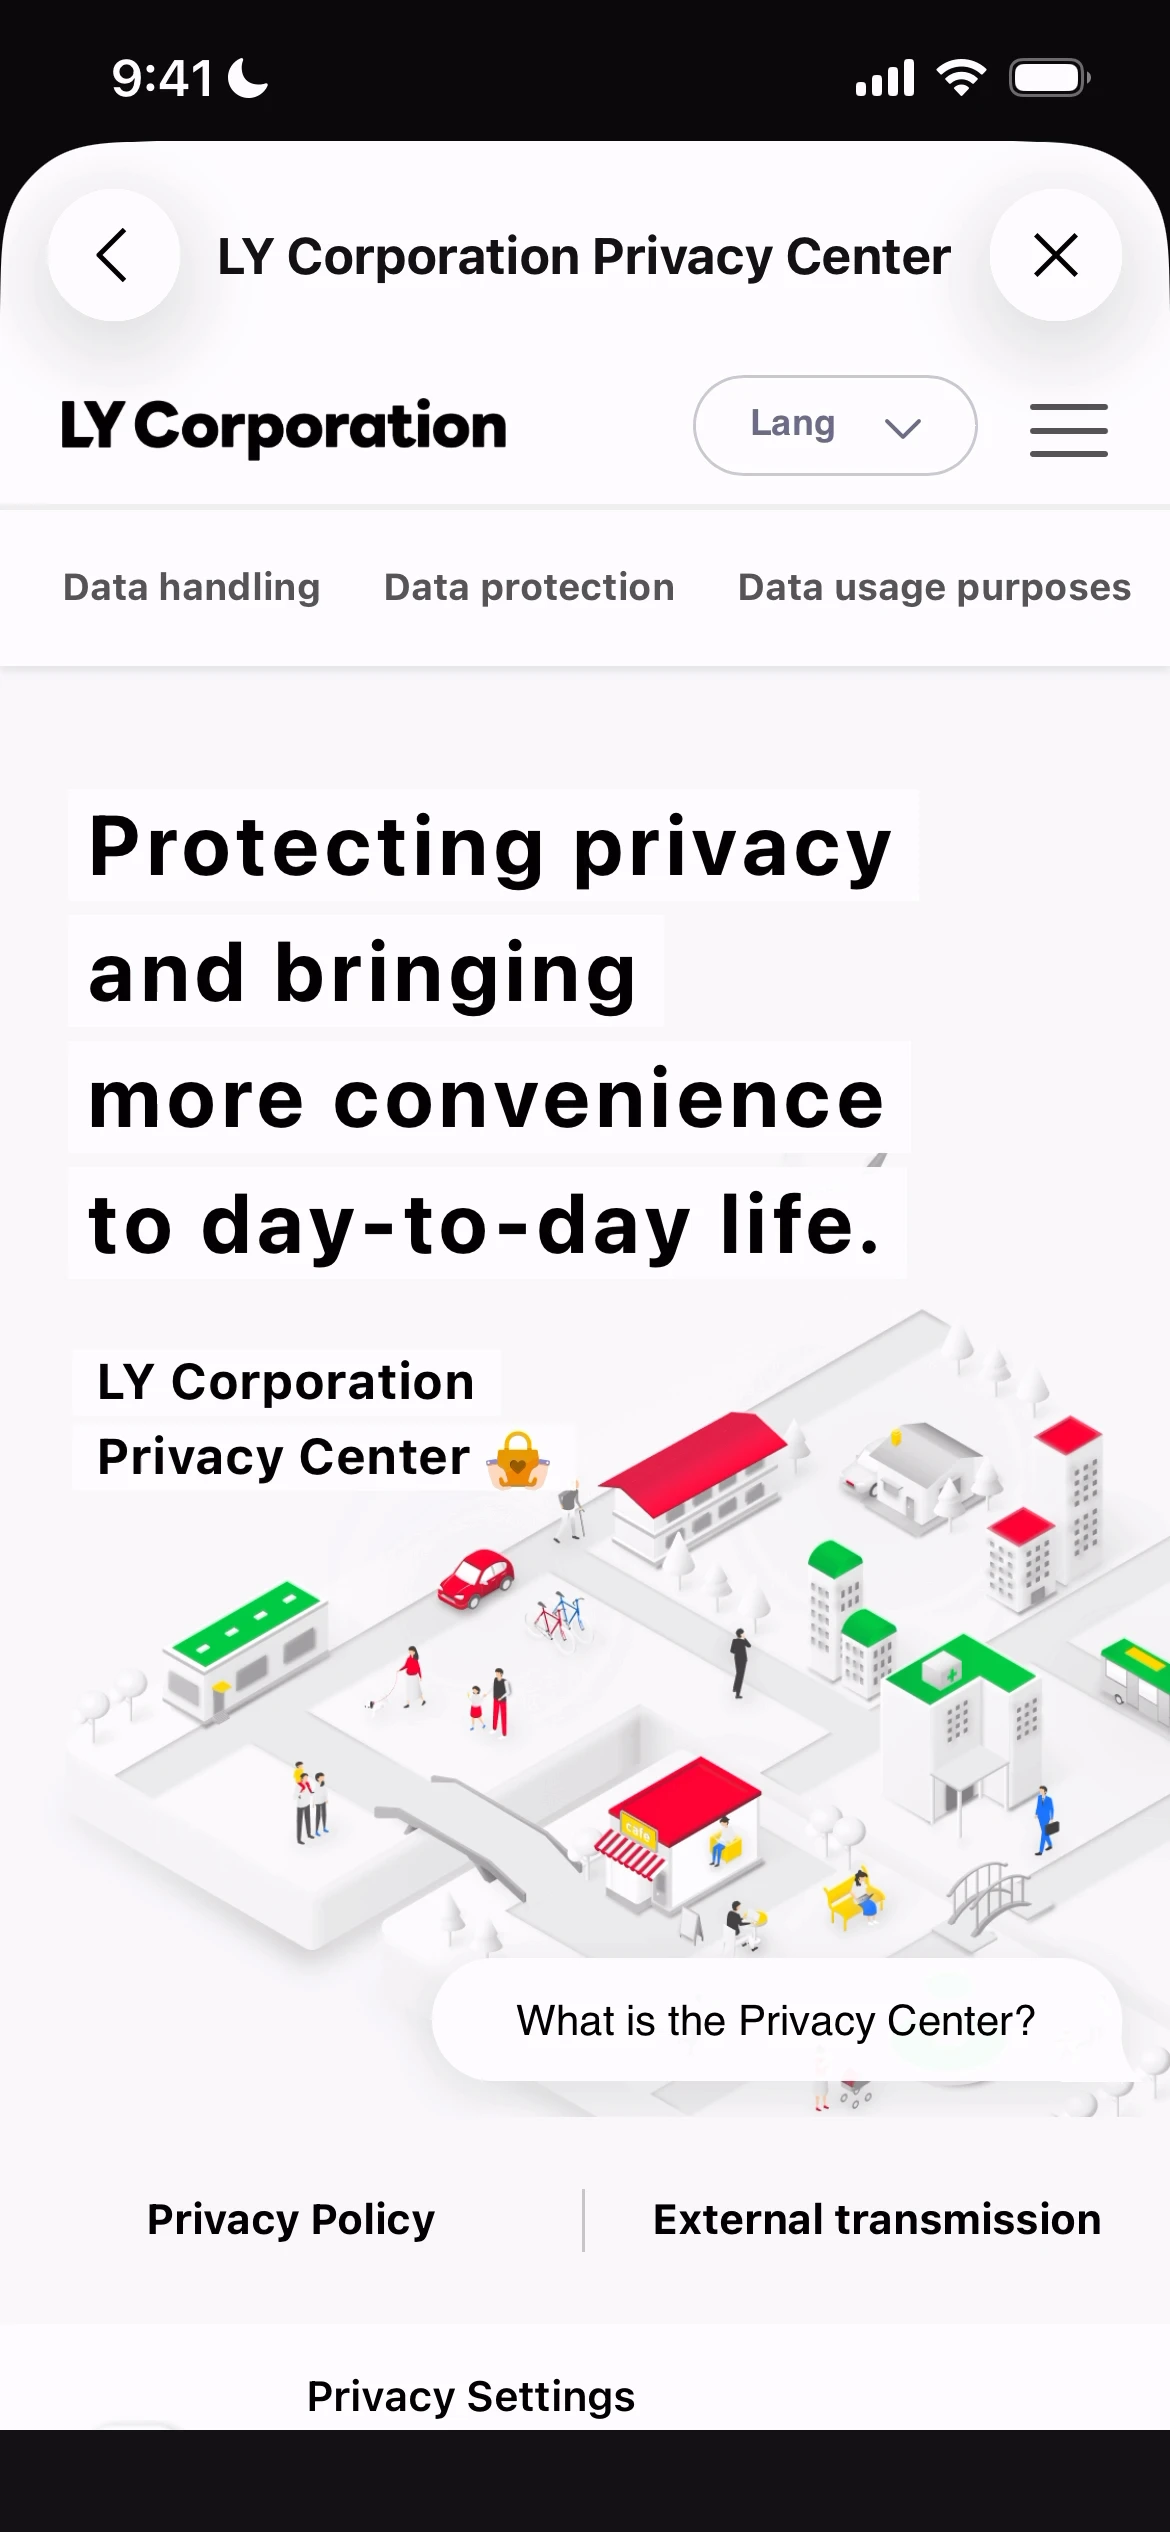 9:41
LY Corporation Privacy Center
LY Corporation
Lang
Data handling
Data protection
Data usage purposes
Protecting privacy
and bringing
more convenience
to day-to-day life.
LY Corporation
Privacy Center
cafe
What is the Privacy Center?
Privacy Policy
External transmission
Privacy Settings